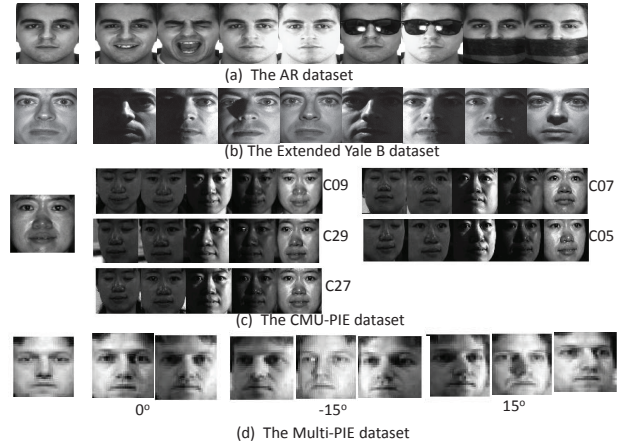 (a) The AR dataset
(b) The Extended Yale B dataset
C09
C07
C29
C05
C27
(c) The CMU-PIE dataset
0°
-15°
15°
(d) The Multi-PIE dataset